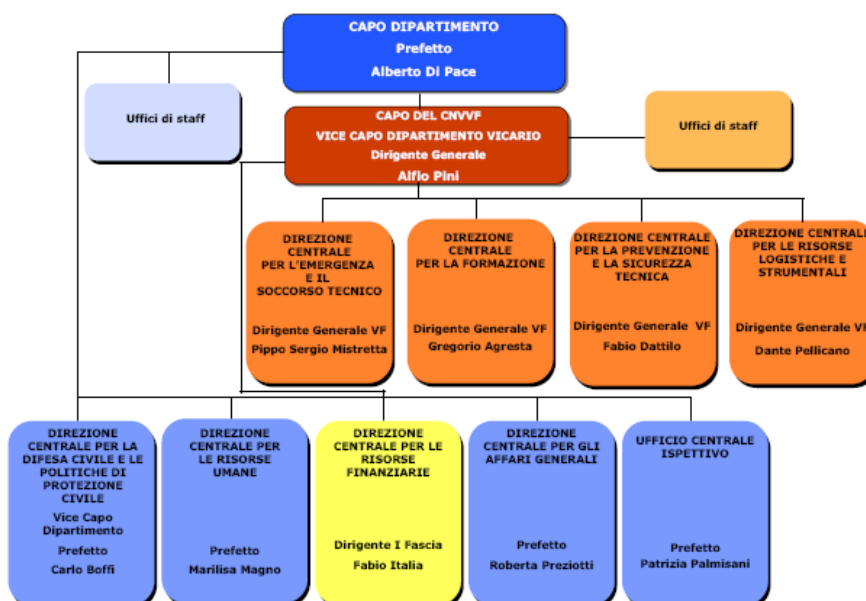 CAPO DIPARTIMENTO
Prefetto
Alberto Di Pace
Uffici di staff
CAPO DEL CNVVF
VICE CAPO DIPARTIMENTO VICARIO
Dirigente Generale
Alfio Pini
Uffici di staff
DIREZIONE
CENTRALE
PER L'EMERGENZA
E IL
SOCCORSO TECNICO
Dirigente Generale VF
Pippo Sergio Mistretta
DIREZIONE
CENTRALE
PER LA FORMAZIONE
Dirigente Generale VF
Gregorio Agresta
DIREZIONE CENTRALE
PER LA PREVENZIONE
E LA SICUREZZA
TECNICA
Dirigente Generale VF
Fabio Dattilo
DIREZIONE CENTRALE
PER LE RISORSE
LOGISTICHE E
STRUMENTALI
Dirigente Generale VF
Dante Pellicano
DIREZIONE
CENTRALE PER LA
DIFESA CIVILE E LE
POLITICHE DI
PROTEZIONE
CIVILE
Vice Capo
Dipartimento
Prefetto
Carlo Boffi
DIREZIONE
CENTRALE PER
LE RISORSE
UMANE
Prefetto
Marilisa Magno
DIREZIONE
CENTRALE PER LE
RISORSE
FINANZIARIE
Dirigente I Fascia
Fabio Italia
DIREZIONE
CENTRALE PER GLI
AFFARI GENERALI
Prefetto
Roberta Preziotti
UFFICIO CENTRALE
ISPETTIVO
Prefetto
Patrizia Palmisani